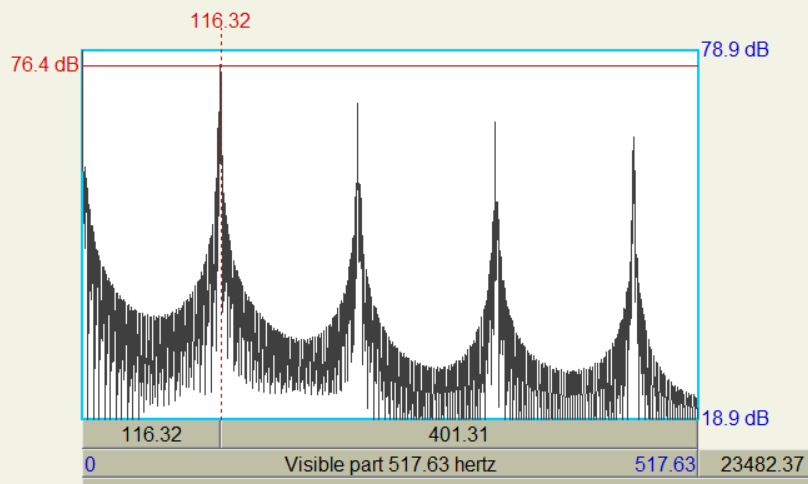 116.32
78.9 dB
76.4 dB
18.9 dB
116.32 401.31
0 Visible part 517.63 hertz 517.63 23482.37